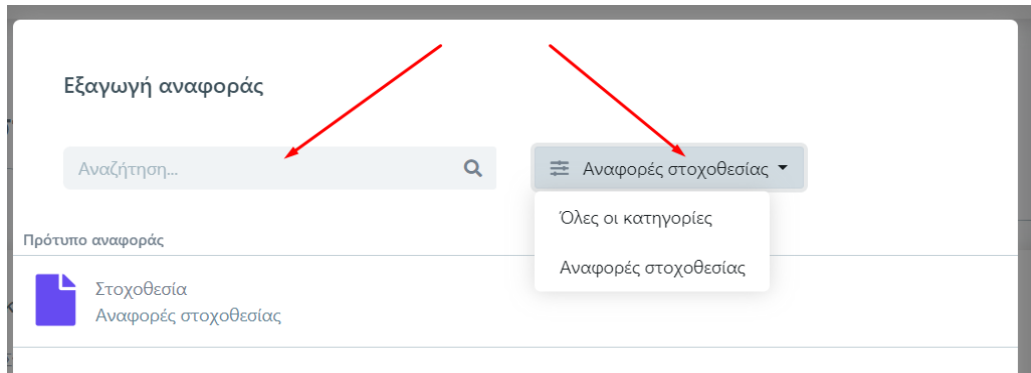 Εξαγωγή αναφοράς
Αναζήτηση...
Αναφορές στοχοθεσίας
Όλες οι κατηγορίες
Αναφορές στοχοθεσίας
Πρότυπο αναφοράς
Στοχοθεσία
Αναφορές στοχοθεσίας